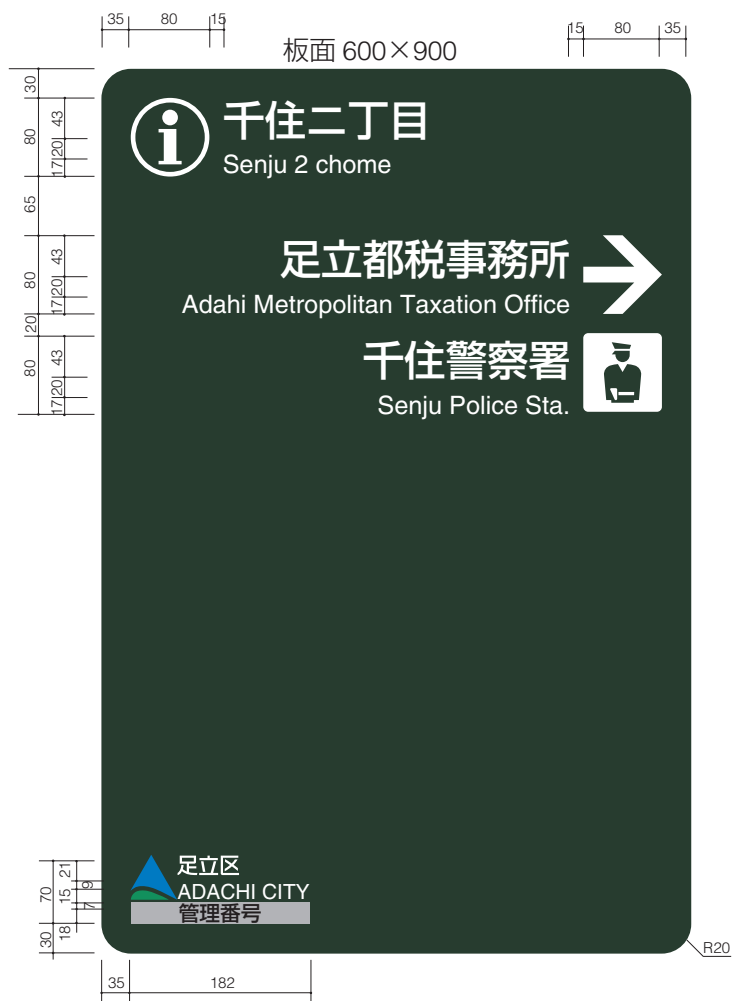 35 80 15
15 80 35
板面 600×900
30
80 43 20 17
65
80 43 20 17
20
80 43 20 17
千住二丁目
Senju 2 chome
足立都税事務所
Adahi Metropolitan Taxation Office
千住警察署
Senju Police Sta.
70 21 9 15 7 18
30
足立区
ADACHI CITY
管理番号
R20
35 182